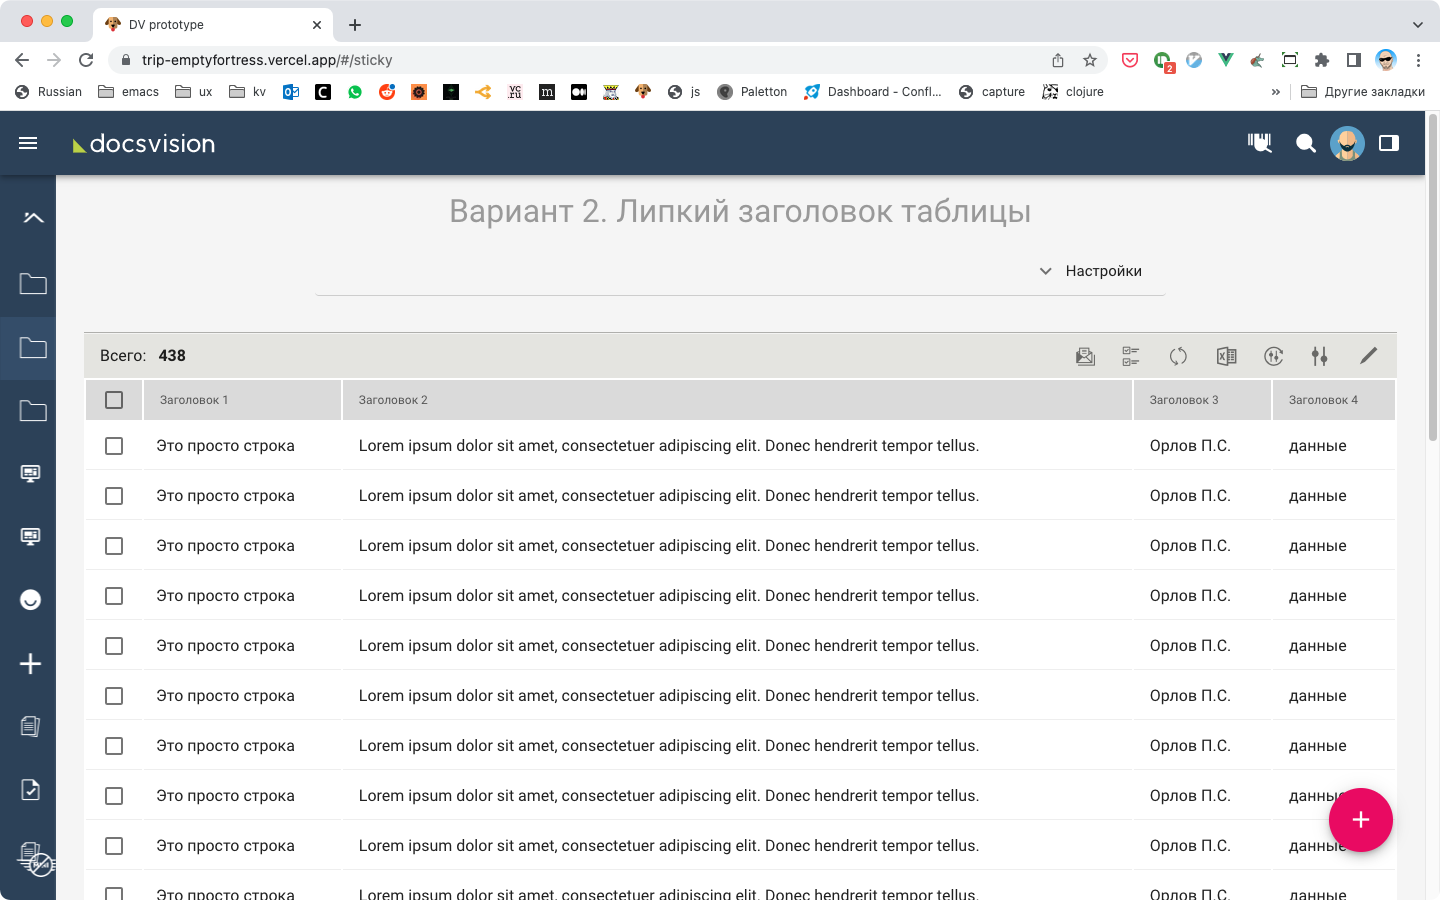 DV prototype
trip-emptyfortress.vercel.app/#/sticky
2
Russian emacs ux kv js Paletton Dashboard - Confl... capture clojure » Другие закладки
docsvision
Вариант 2. Липкий заголовок таблицы
Настройки
Всего: 438
Заголовок 1 Заголовок 2 Заголовок 3 Заголовок 4
Это просто строка Lorem ipsum dolor sit amet, consectetuer adipiscing elit. Donec hendrerit tempor tellus. Орлов П.С. данные
Это просто строка Lorem ipsum dolor sit amet, consectetuer adipiscing elit. Donec hendrerit tempor tellus. Орлов П.С. данные
Это просто строка Lorem ipsum dolor sit amet, consectetuer adipiscing elit. Donec hendrerit tempor tellus. Орлов П.С. данные
Это просто строка Lorem ipsum dolor sit amet, consectetuer adipiscing elit. Donec hendrerit tempor tellus. Орлов П.С. данные
Это просто строка Lorem ipsum dolor sit amet, consectetuer adipiscing elit. Donec hendrerit tempor tellus. Орлов П.С. данные
Это просто строка Lorem ipsum dolor sit amet, consectetuer adipiscing elit. Donec hendrerit tempor tellus. Орлов П.С. данные
Это просто строка Lorem ipsum dolor sit amet, consectetuer adipiscing elit. Donec hendrerit tempor tellus. Орлов П.С. данные
Это просто строка Lorem ipsum dolor sit amet, consectetuer adipiscing elit. Donec hendrerit tempor tellus. Орлов П.С. данны
Это просто строка Lorem ipsum dolor sit amet, consectetuer adipiscing elit. Donec hendrerit tempor tellus. Орлов П.С. данные
Это просто строка Lorem ipsum dolor sit amet, consectetuer adipiscing elit. Donec hendrerit tempor tellus. Орлов П.С. данные